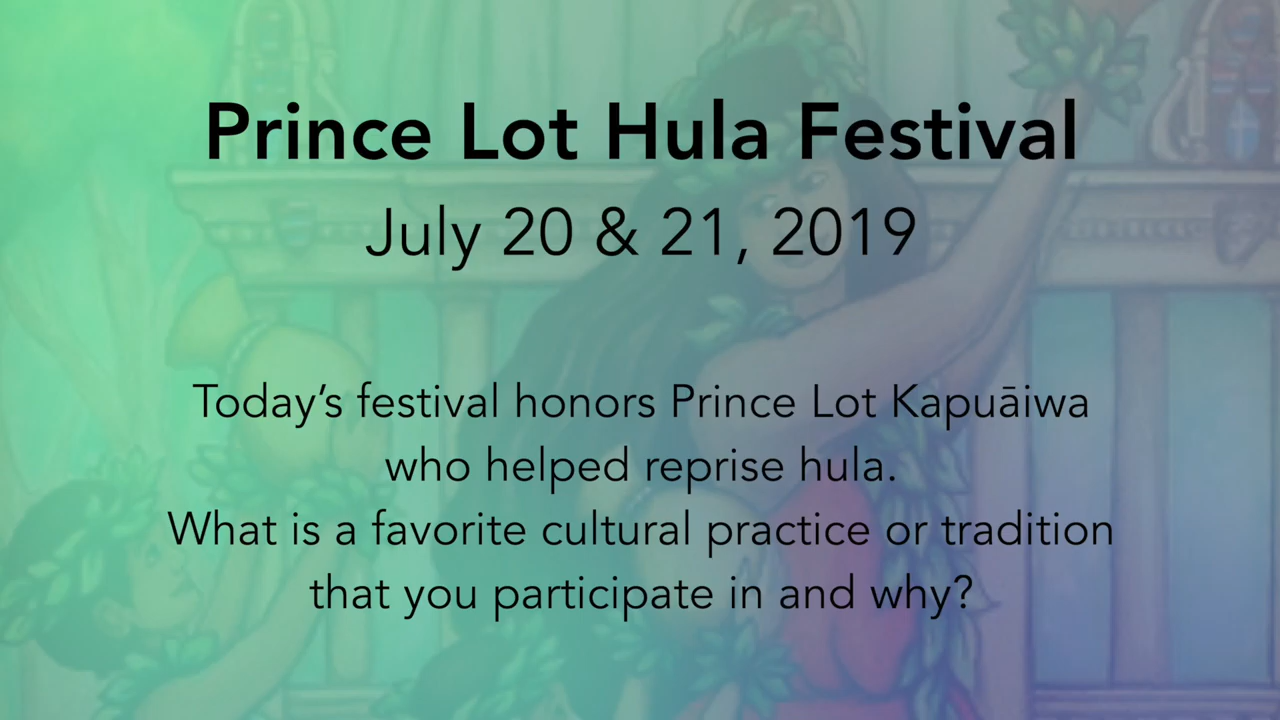 Prince Lot Hula Festival
July 20 & 21, 2019
Today’s festival honors Prince Lot Kapuāiwa
who helped reprise hula.
What is a favorite cultural practice or tradition
that you participate in and why?